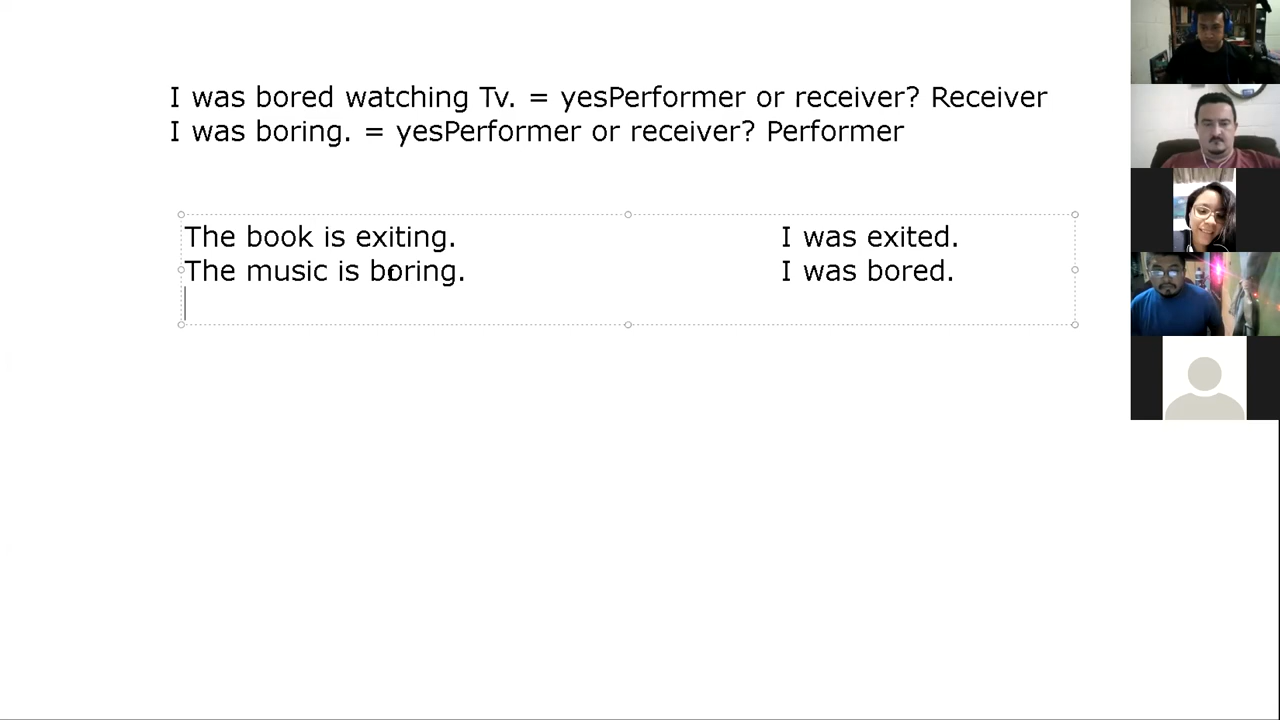 I was bored watching Tv. = yesPerformer or receiver? Receiver
I was boring. = yesPerformer or receiver? Performer
The book is exiting. I was exited.
The music is boring. I was bored.